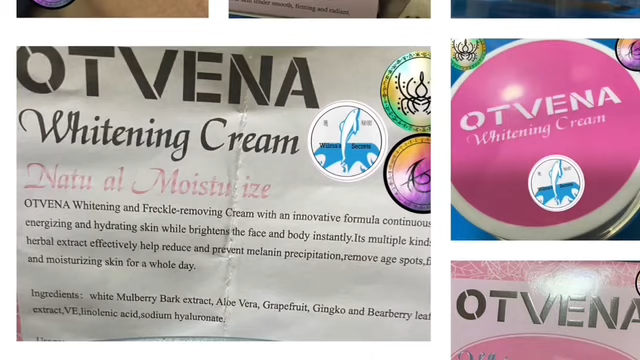 skin tender smooth, firming and radiant.
OTVENA
Whitening Cream
Natu al Moistu ize
OTVENA Whitening and Freckle-removing Cream with an innovative formula continuous
energizing and hydrating skin while brightens the face and body instantly.Its multiple kinds
herbal extract effectively help reduce and prevent melanin precipitation,remove age spots,f
and moisturizing skin for a whole day.
Ingredients: white Mulberry Bark extract, Aloe Vera, Grapefruit, Gingko and Bearberry leaf
extract,VE,linolenic acid,sodium hyaluronate
Wilma's Secrets
OTVENA
Whitening Cream
OTVENA